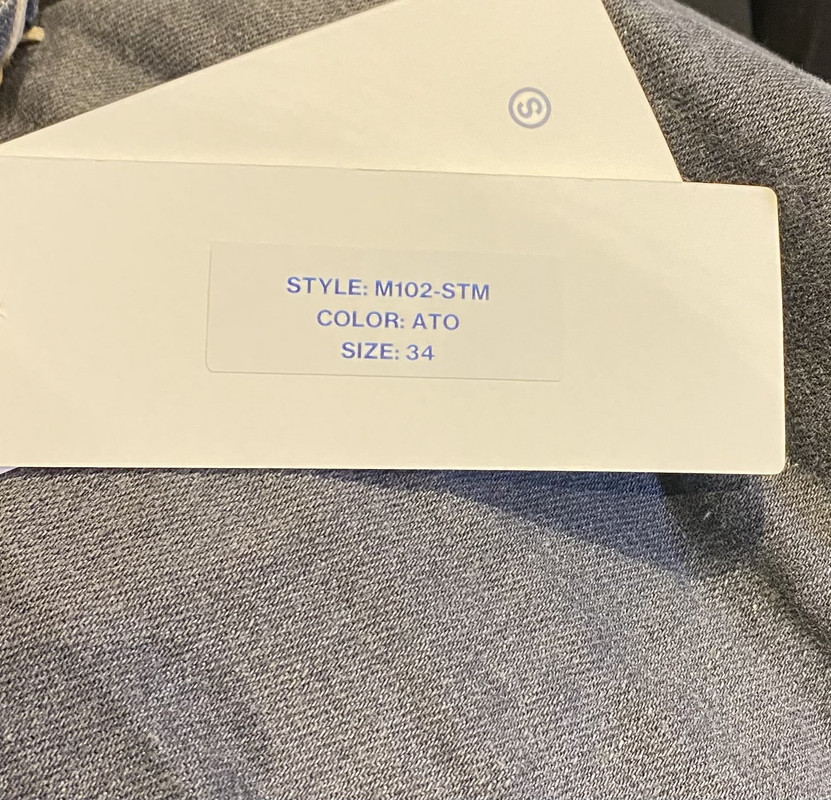 Ⓢ
STYLE: M102-STM
COLOR: ATO
SIZE: 34